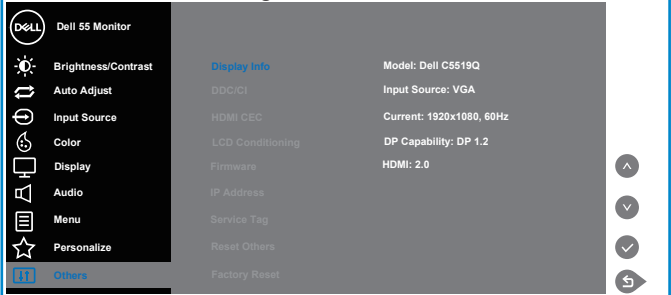 DELL
Dell 55 Monitor
Brightness/Contrast
Auto Adjust
Input Source
Color
Display
Audio
Menu
Personalize
Others
Display Info
DDC/CI
HDMI CEC
LCD Conditioning
Firmware
IP Address
Service Tag
Reset Others
Factory Reset
Model: Dell C5519Q
Input Source: VGA
Current: 1920x1080, 60Hz
DP Capability: DP 1.2
HDMI: 2.0